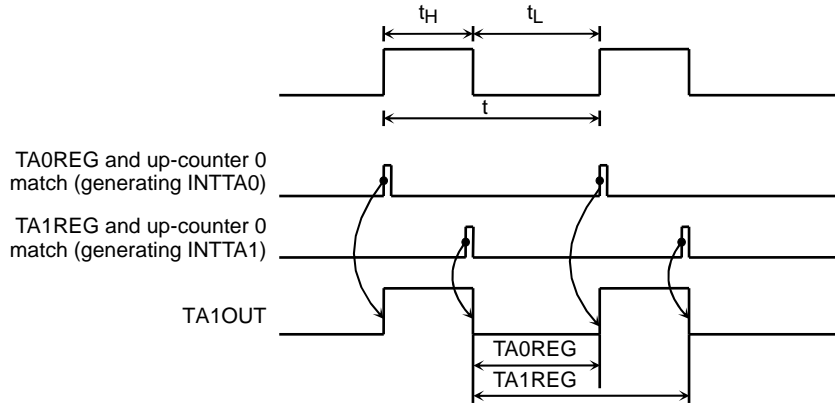 tH
tL
t
TA0REG and up-counter 0
match (generating INTTA0)
TA1REG and up-counter 0
match (generating INTTA1)
TA1OUT
TA0REG
TA1REG